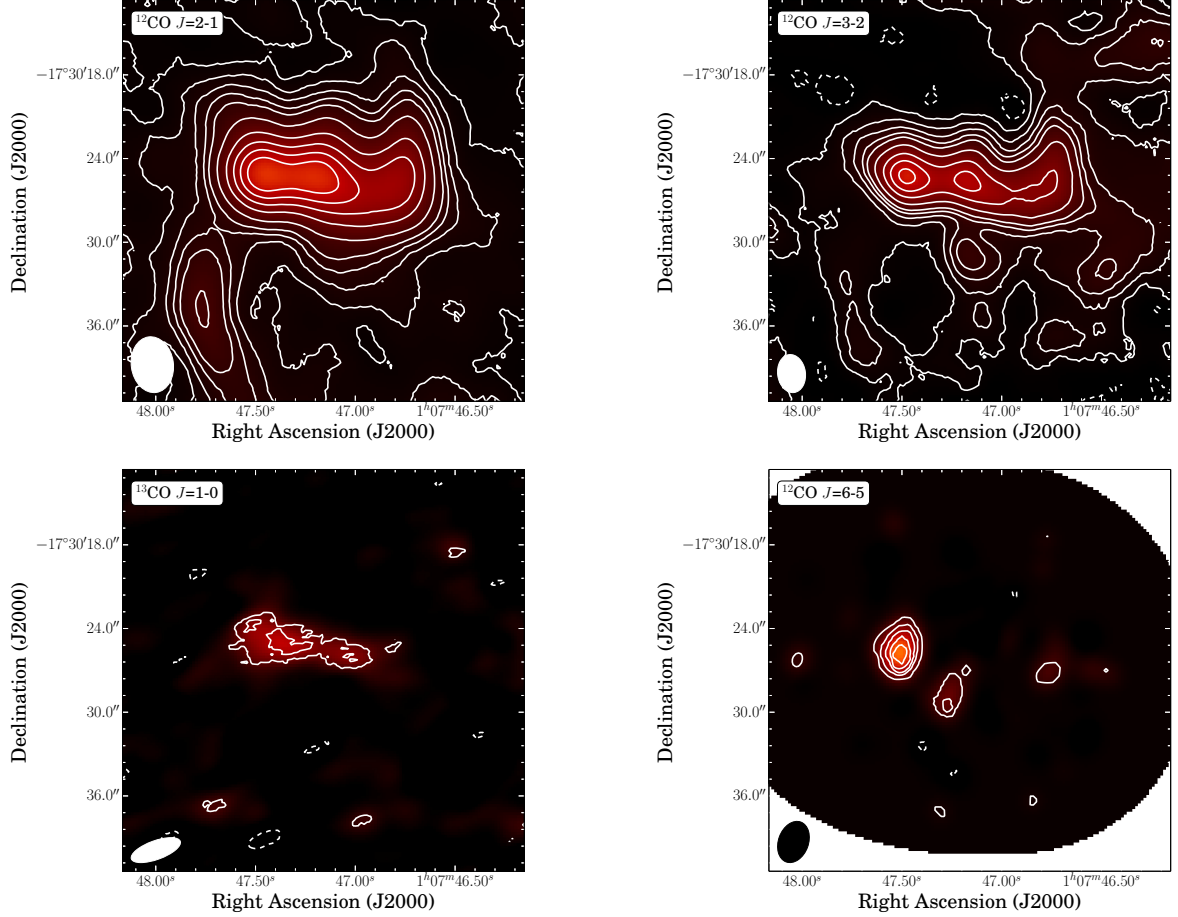 ¹²CO J=2-1
−17°30′18.0″
24.0″
30.0″
36.0″
Declination (J2000)
48.00ˢ
47.50ˢ
47.00ˢ
1ʰ07ᵐ46.50ˢ
Right Ascension (J2000)
¹²CO J=3-2
−17°30′18.0″
24.0″
30.0″
36.0″
Declination (J2000)
48.00ˢ
47.50ˢ
47.00ˢ
1ʰ07ᵐ46.50ˢ
Right Ascension (J2000)
¹³CO J=1-0
−17°30′18.0″
24.0″
30.0″
36.0″
Declination (J2000)
48.00ˢ
47.50ˢ
47.00ˢ
1ʰ07ᵐ46.50ˢ
Right Ascension (J2000)
¹²CO J=6-5
−17°30′18.0″
24.0″
30.0″
36.0″
Declination (J2000)
48.00ˢ
47.50ˢ
47.00ˢ
1ʰ07ᵐ46.50ˢ
Right Ascension (J2000)